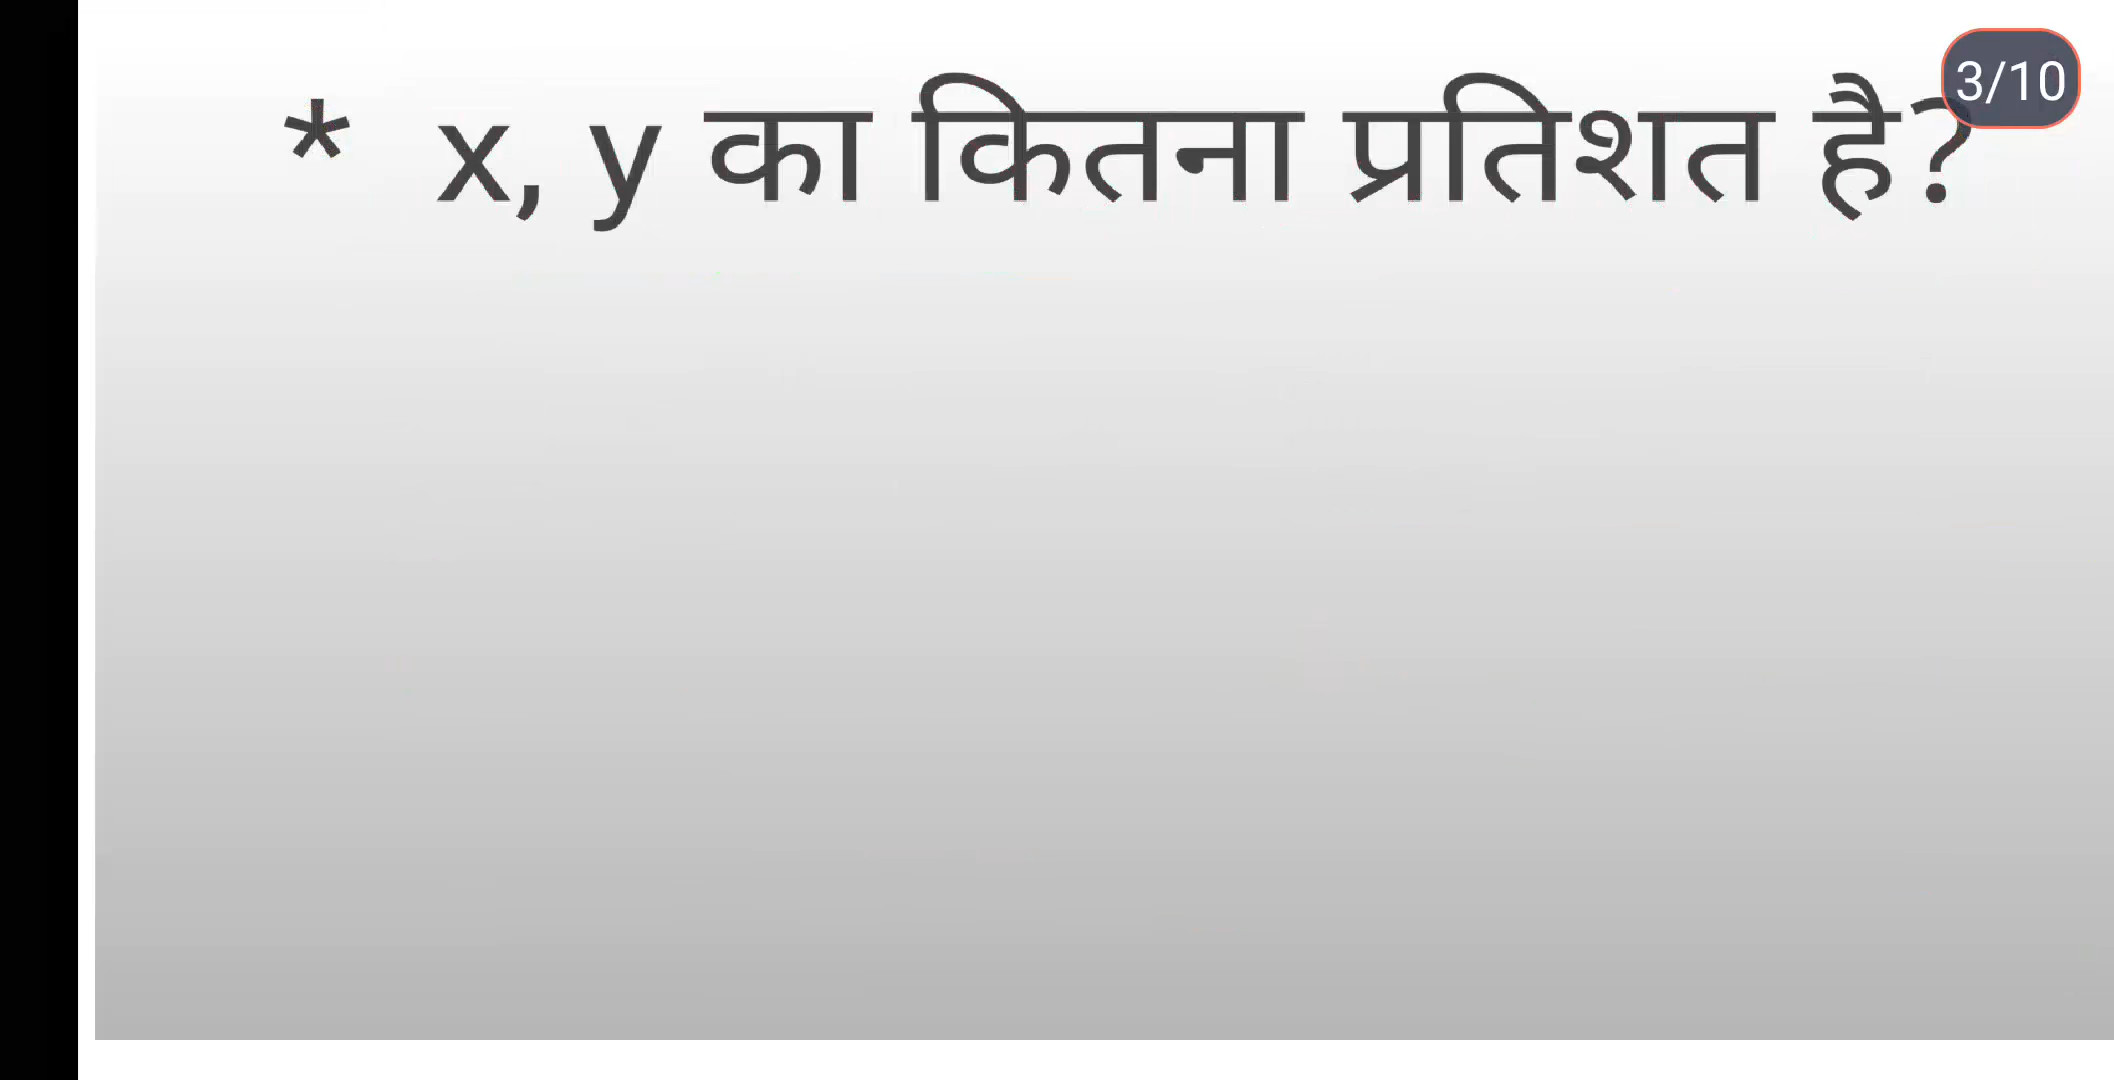 3/10
* x, y का कितना प्रतिशत है?